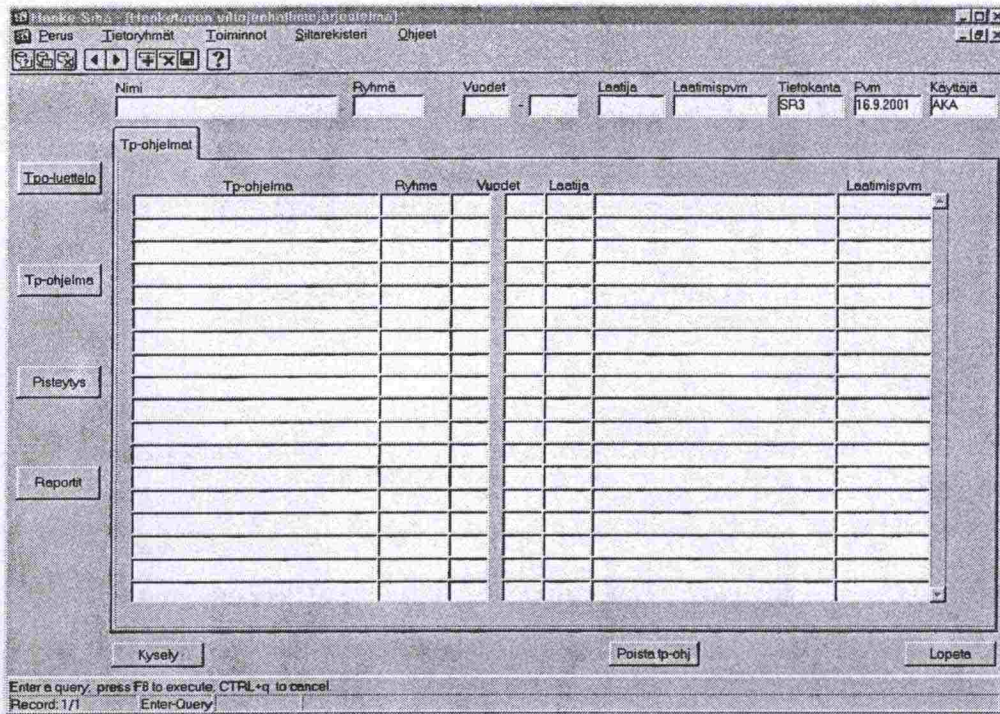 Hanke-Siha - [Hanketason siltojenhallintajärjestelmä]
Perus Tietoryhmät Toiminnot Siltarekisteri Ohjeet
Nimi Ryhmä Vuodet Laatija Laatimispvm Tietokanta Pvm Käyttäjä
- SR3 16.9.2001 AKA
Tp-ohjelmat
Tpo-luettelo
Tp-ohjelma Ryhmä Vuodet Laatija Laatimispvm
Tp-ohjelma
Pisteytys
Raportit
Kysely Poista tp-ohj Lopeta
Enter a query; press F8 to execute, CTRL+q to cancel.
Record: 1/1 Enter-Query